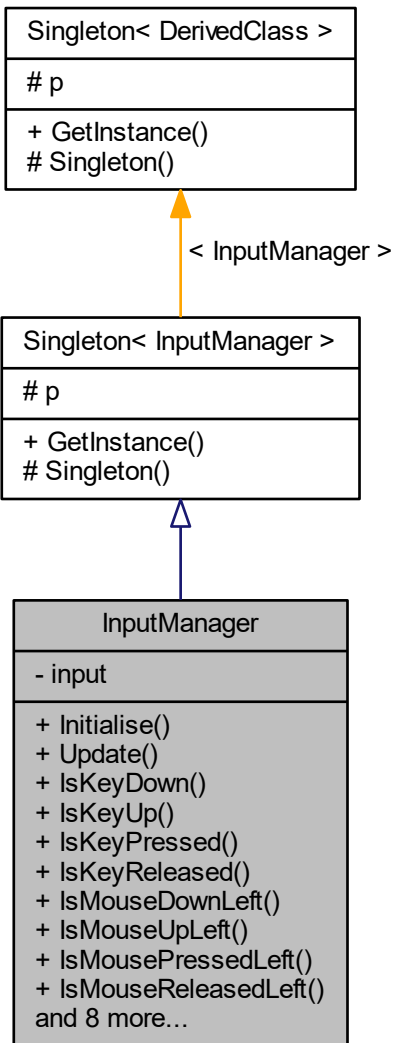 Singleton< DerivedClass >
# p
+ GetInstance()
# Singleton()
< InputManager >
Singleton< InputManager >
# p
+ GetInstance()
# Singleton()
InputManager
- input
+ Initialise()
+ Update()
+ IsKeyDown()
+ IsKeyUp()
+ IsKeyPressed()
+ IsKeyReleased()
+ IsMouseDownLeft()
+ IsMouseUpLeft()
+ IsMousePressedLeft()
+ IsMouseReleasedLeft()
and 8 more...